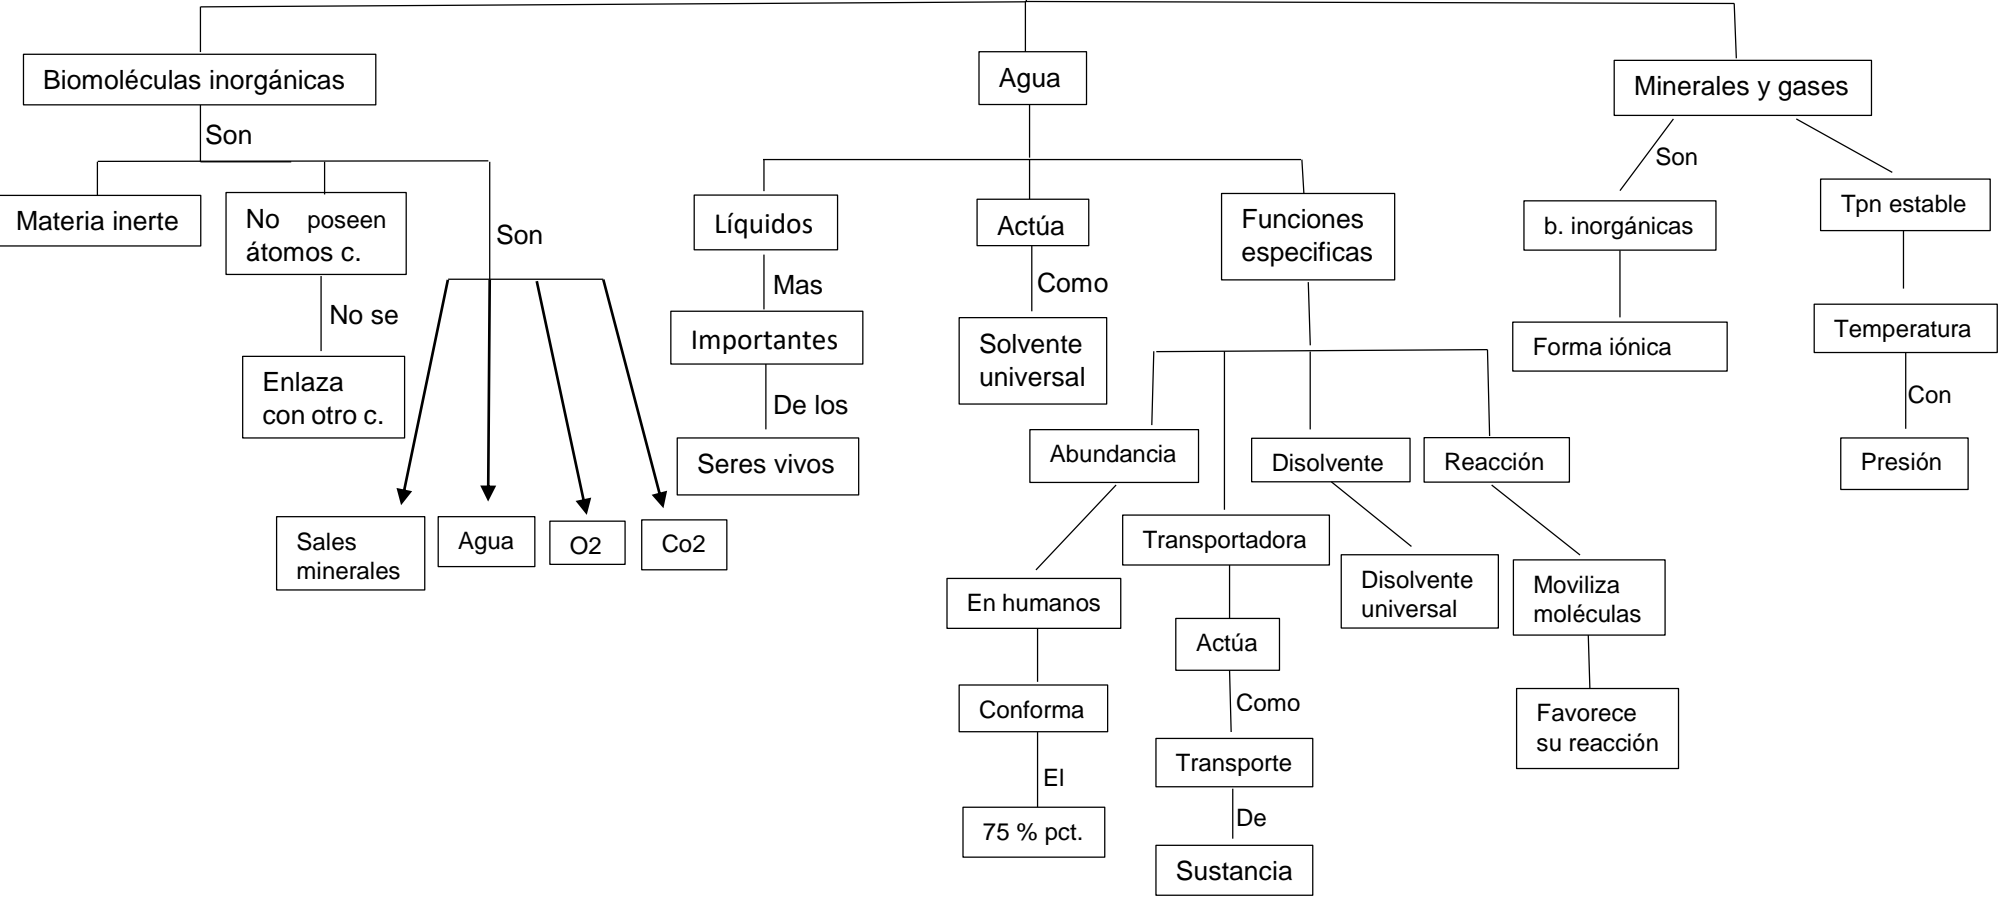 Biomoléculas inorgánicas
Agua
Minerales y gases
Son
Materia inerte
No poseen
átomos c.
Son
No se
Enlaza
con otro c.
Sales
minerales
Agua
O2
Co2
Líquidos
Mas
Importantes
De los
Seres vivos
Actúa
Como
Solvente
universal
Funciones
especificas
Abundancia
En humanos
Conforma
El
75 % pct.
Transportadora
Actúa
Como
Transporte
De
Sustancia
Disolvente
Disolvente
universal
Reacción
Moviliza
moléculas
Favorece
su reacción
Son
b. inorgánicas
Forma iónica
Tpn estable
Temperatura
Con
Presión